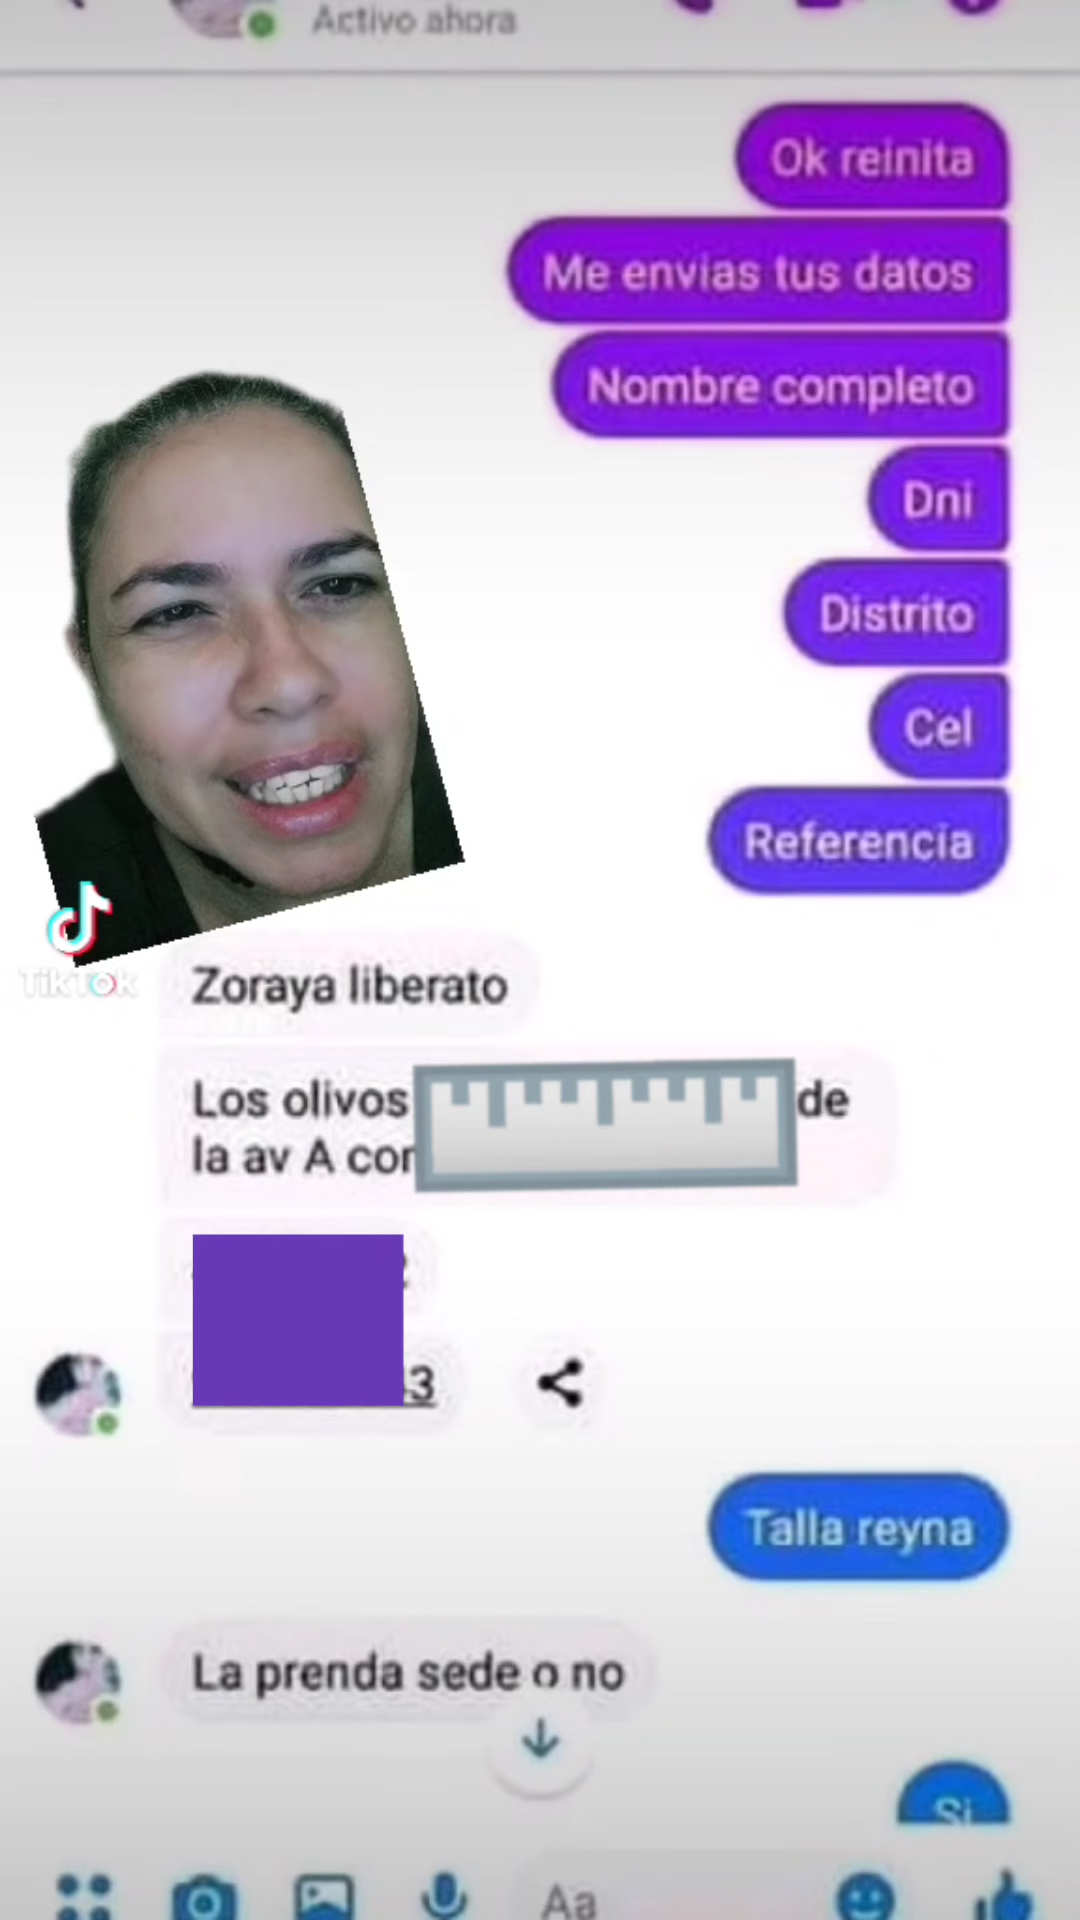 Activo ahora
Ok reinita
Me envias tus datos
Nombre completo
Dni
Distrito
Cel
Referencia
TikTok
Zoraya liberato
Los olivos de
la av A con
3
Talla reyna
La prenda sede o no
Si
Aa